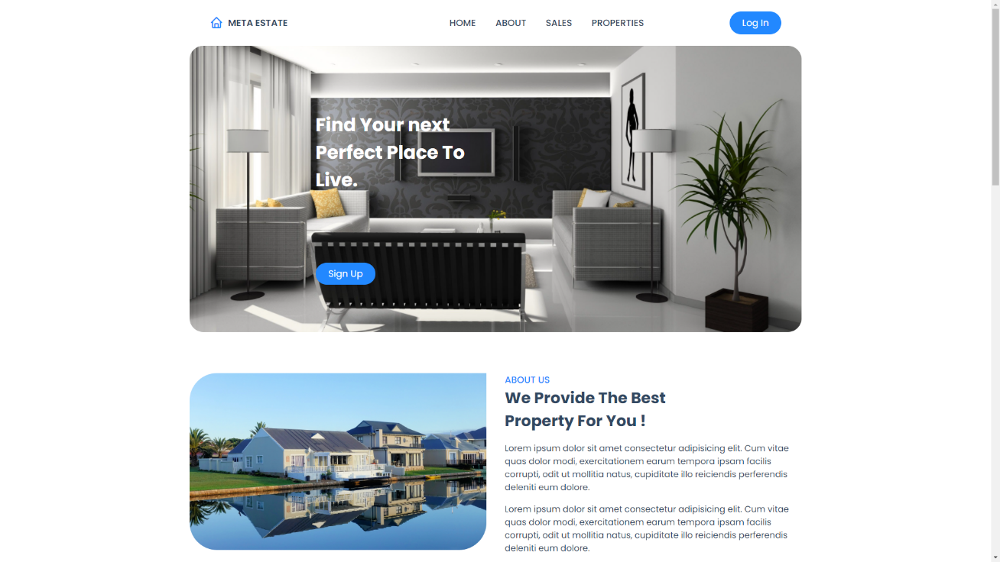 META ESTATE
HOME ABOUT SALES PROPERTIES
Log In
Find Your next
Perfect Place To
Live.
Sign Up
ABOUT US
We Provide The Best
Property For You !
Lorem ipsum dolor sit amet consectetur adipisicing elit. Cum vitae
quas dolor modi, exercitationem earum tempora ipsam facilis
corrupti, odit ut mollitia natus, cupiditate illo reiciendis perferendis
deleniti eum dolore.
Lorem ipsum dolor sit amet consectetur adipisicing elit. Cum vitae
quas dolor modi, exercitationem earum tempora ipsam facilis
corrupti, odit ut mollitia natus, cupiditate illo reiciendis perferendis
deleniti eum dolore.